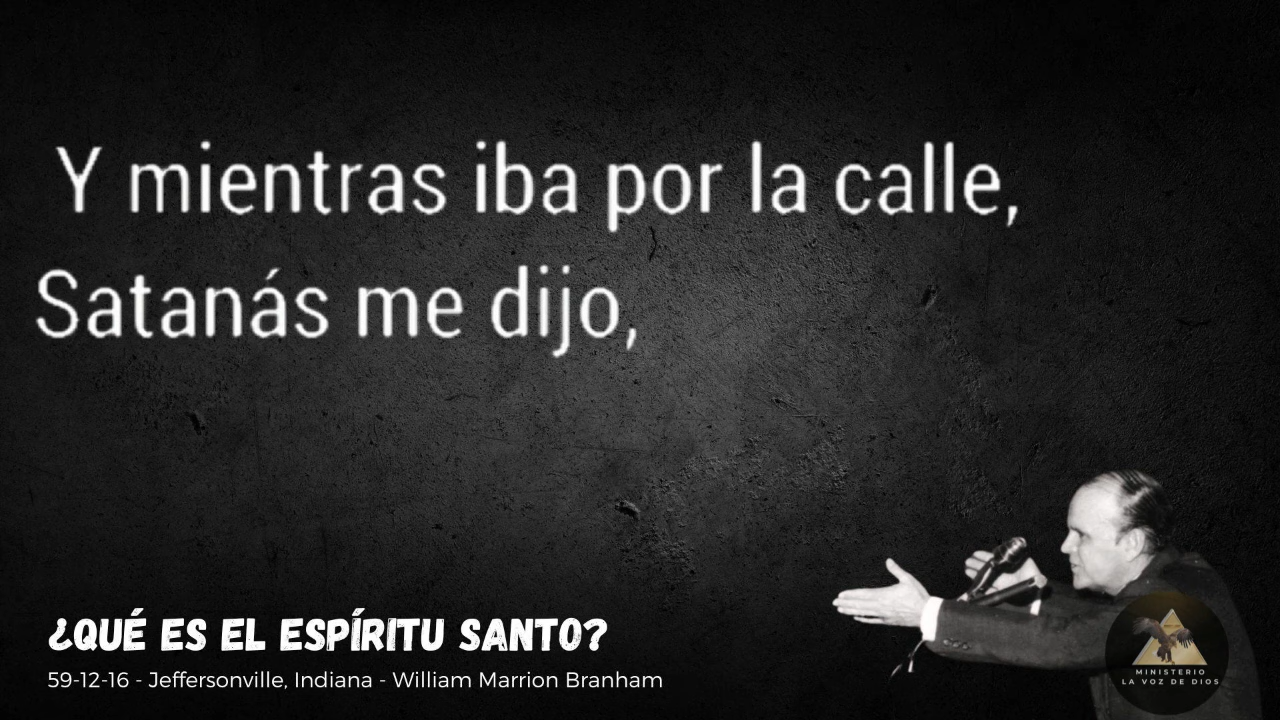 Y mientras iba por la calle,
Satanás me dijo,
¿QUÉ ES EL ESPÍRITU SANTO?
59-12-16 - Jeffersonville, Indiana - William Marrion Branham
MINISTERIO
LA VOZ DE DIOS